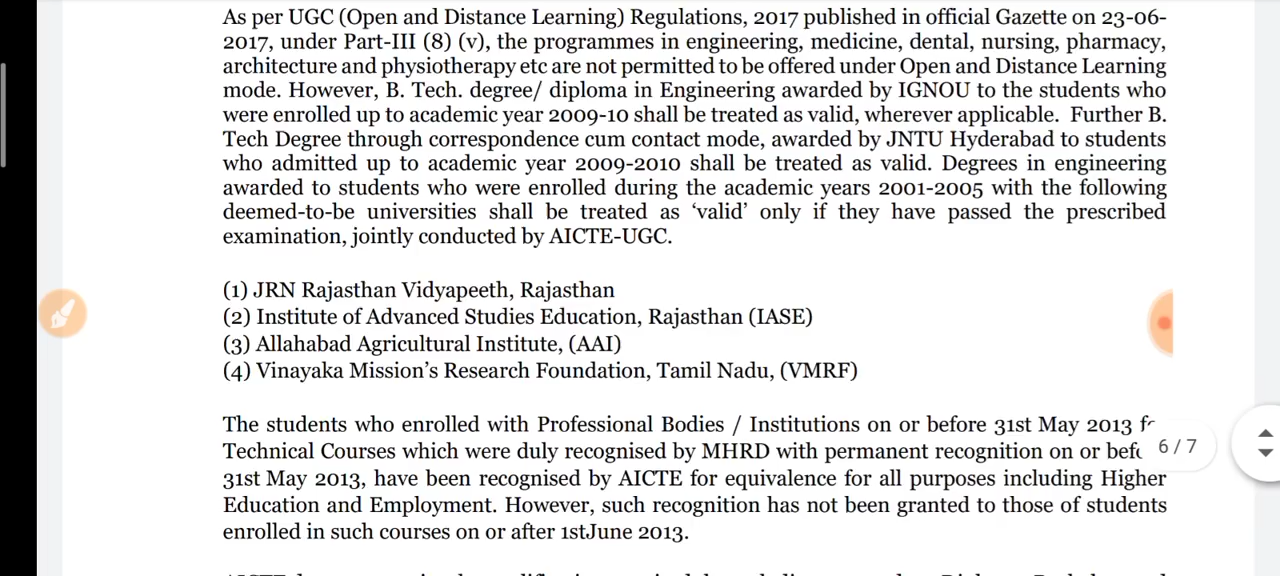 As per UGC (Open and Distance Learning) Regulations, 2017 published in official Gazette on 23-06-
2017, under Part-III (8) (v), the programmes in engineering, medicine, dental, nursing, pharmacy,
architecture and physiotherapy etc are not permitted to be offered under Open and Distance Learning
mode. However, B. Tech. degree/ diploma in Engineering awarded by IGNOU to the students who
were enrolled up to academic year 2009-10 shall be treated as valid, wherever applicable. Further B.
Tech Degree through correspondence cum contact mode, awarded by JNTU Hyderabad to students
who admitted up to academic year 2009-2010 shall be treated as valid. Degrees in engineering
awarded to students who were enrolled during the academic years 2001-2005 with the following
deemed-to-be universities shall be treated as ‘valid’ only if they have passed the prescribed
examination, jointly conducted by AICTE-UGC.
(1) JRN Rajasthan Vidyapeeth, Rajasthan
(2) Institute of Advanced Studies Education, Rajasthan (IASE)
(3) Allahabad Agricultural Institute, (AAI)
(4) Vinayaka Mission’s Research Foundation, Tamil Nadu, (VMRF)
The students who enrolled with Professional Bodies / Institutions on or before 31st May 2013
Technical Courses which were duly recognised by MHRD with permanent recognition on or
6 / 7
31st May 2013, have been recognised by AICTE for equivalence for all purposes including Higher
Education and Employment. However, such recognition has not been granted to those of students
enrolled in such courses on or after 1stJune 2013.